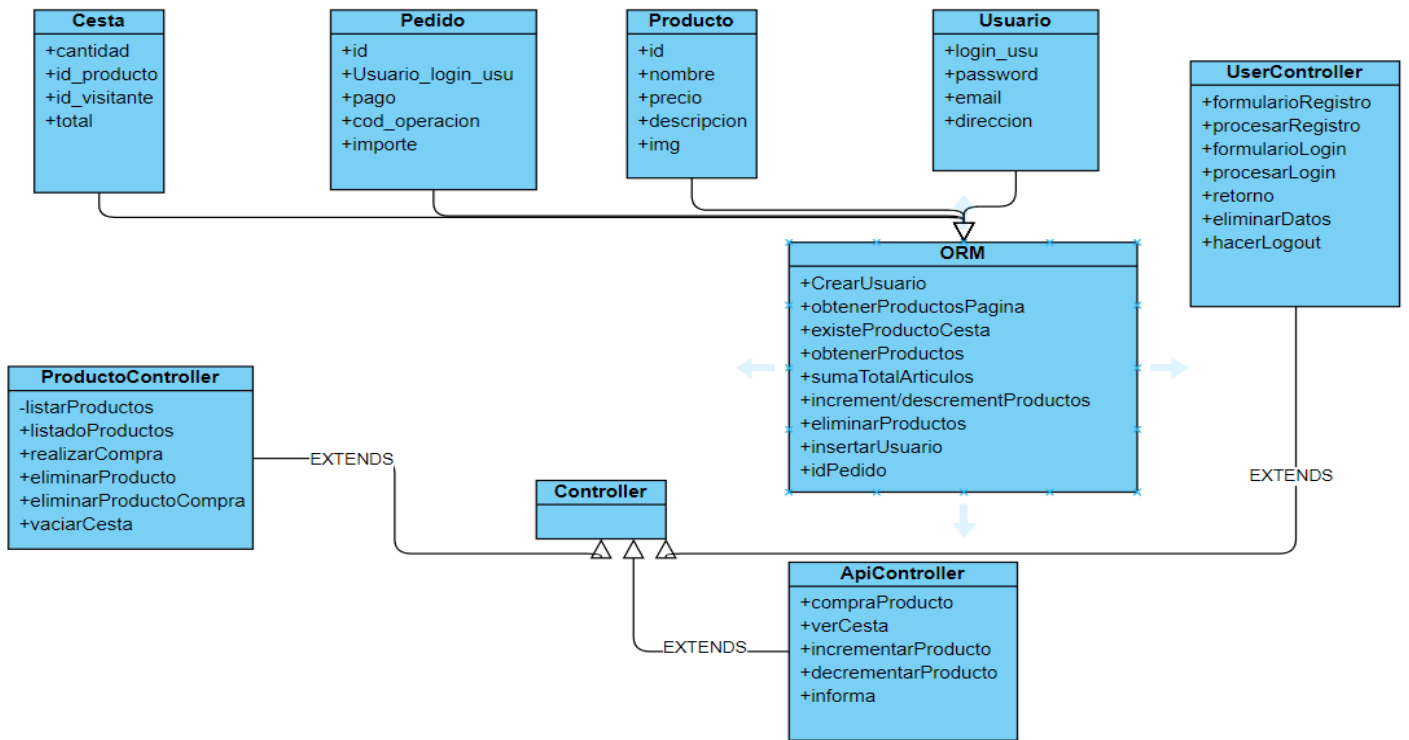 Cesta
+cantidad
+id_producto
+id_visitante
+total
Pedido
+id
+Usuario_login_usu
+pago
+cod_operacion
+importe
Producto
+id
+nombre
+precio
+descripcion
+img
Usuario
+login_usu
+password
+email
+direccion
UserController
+formularioRegistro
+procesarRegistro
+formularioLogin
+procesarLogin
+retorno
+eliminarDatos
+hacerLogout
ORM
+CrearUsuario
+obtenerProductosPagina
+existeProductoCesta
+obtenerProductos
+sumaTotalArticulos
+increment/descrementProductos
+eliminarProductos
+insertarUsuario
+idPedido
ProductoController
-listarProductos
+listadoProductos
+realizarCompra
+eliminarProducto
+eliminarProductoCompra
+vaciarCesta
EXTENDS
Controller
EXTENDS
ApiController
+compraProducto
+verCesta
+incrementarProducto
+decrementarProducto
+informa
EXTENDS